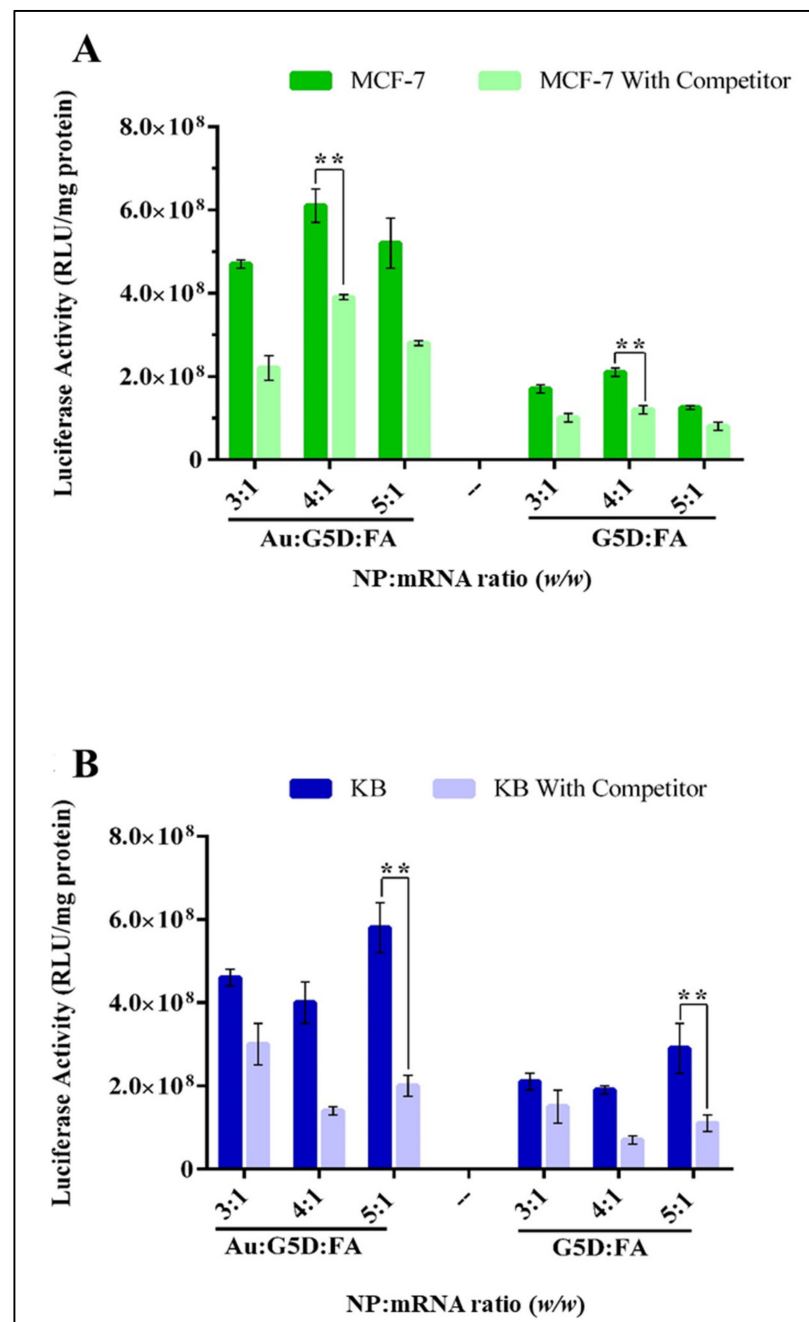 A
MCF-7 MCF-7 With Competitor
Luciferase Activity (RLU/mg protein)
8.0×10⁸
6.0×10⁸
4.0×10⁸
2.0×10⁸
0
** **
3:1 4:1 5:1 -- 3:1 4:1 5:1
Au:G5D:FA G5D:FA
NP:mRNA ratio (w/w)
B
KB KB With Competitor
Luciferase Activity (RLU/mg protein)
8.0×10⁸
6.0×10⁸
4.0×10⁸
2.0×10⁸
0
** **
3:1 4:1 5:1 -- 3:1 4:1 5:1
Au:G5D:FA G5D:FA
NP:mRNA ratio (w/w)